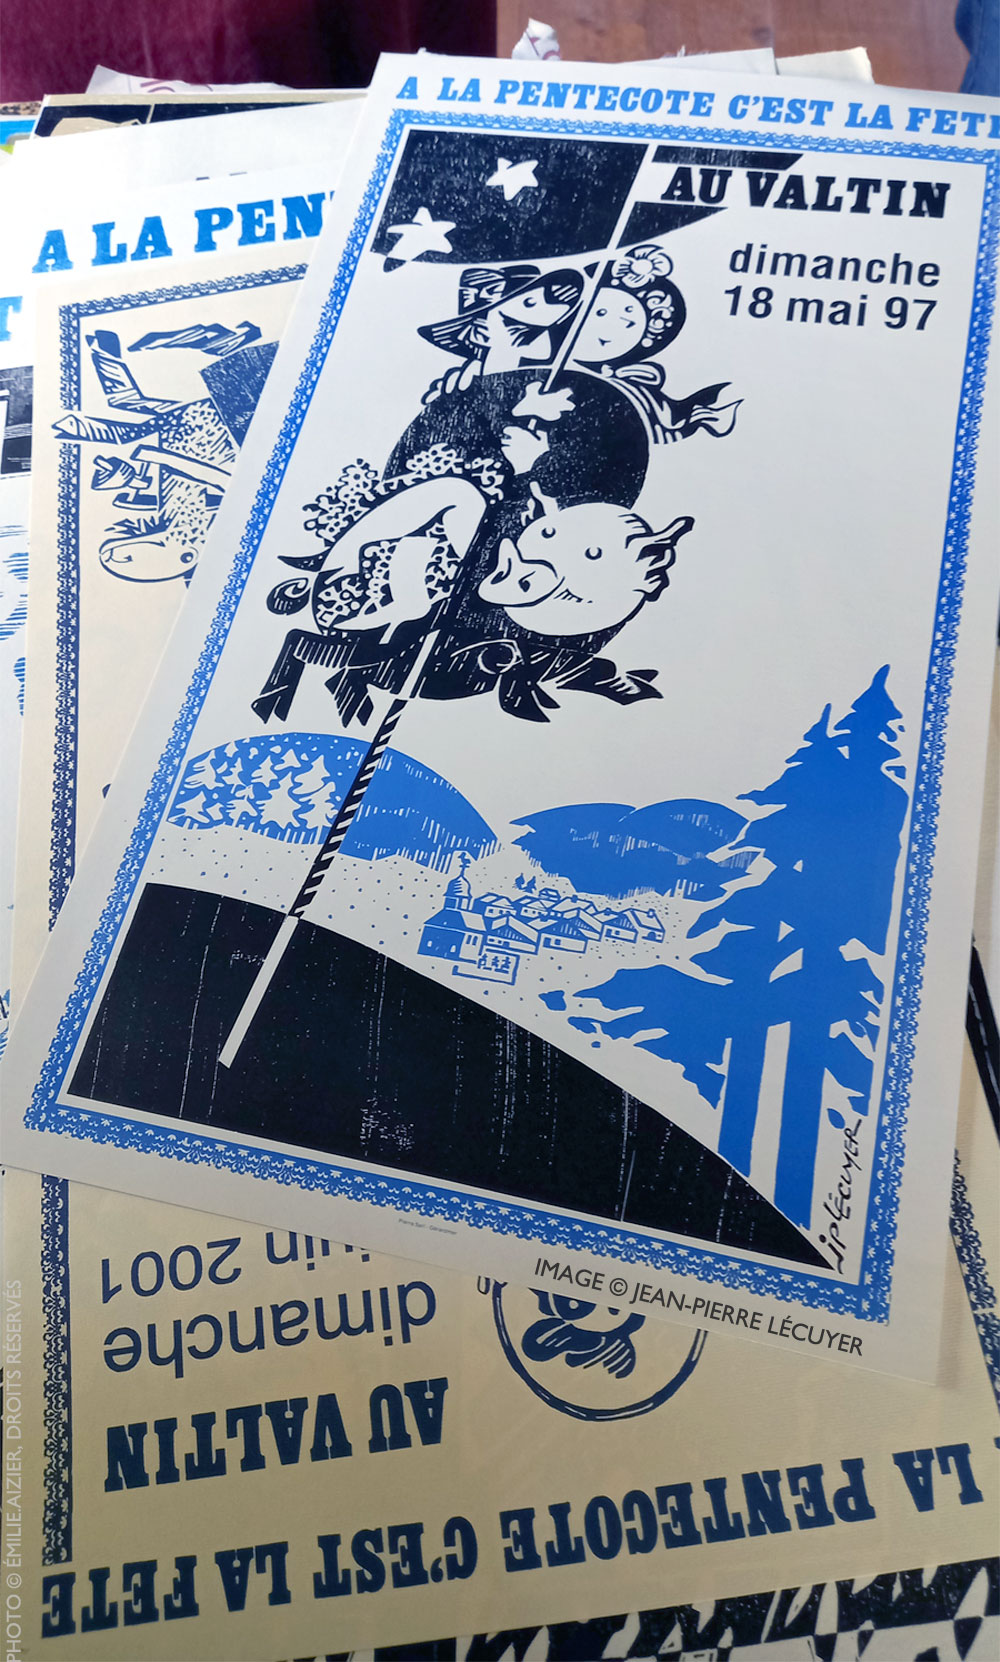 A LA PENTECOTE C'EST LA FETE
AU VALTIN
dimanche
18 mai 97
A LA PEN
JPLÉCUYER
IMAGE © JEAN-PIERRE LÉCUYER
juin 2001
dimanche
AU VALTIN
A LA PENTECOTE C'EST LA FETE
PHOTO © ÉMILIE.AIZIER, DROITS RÉSERVÉS